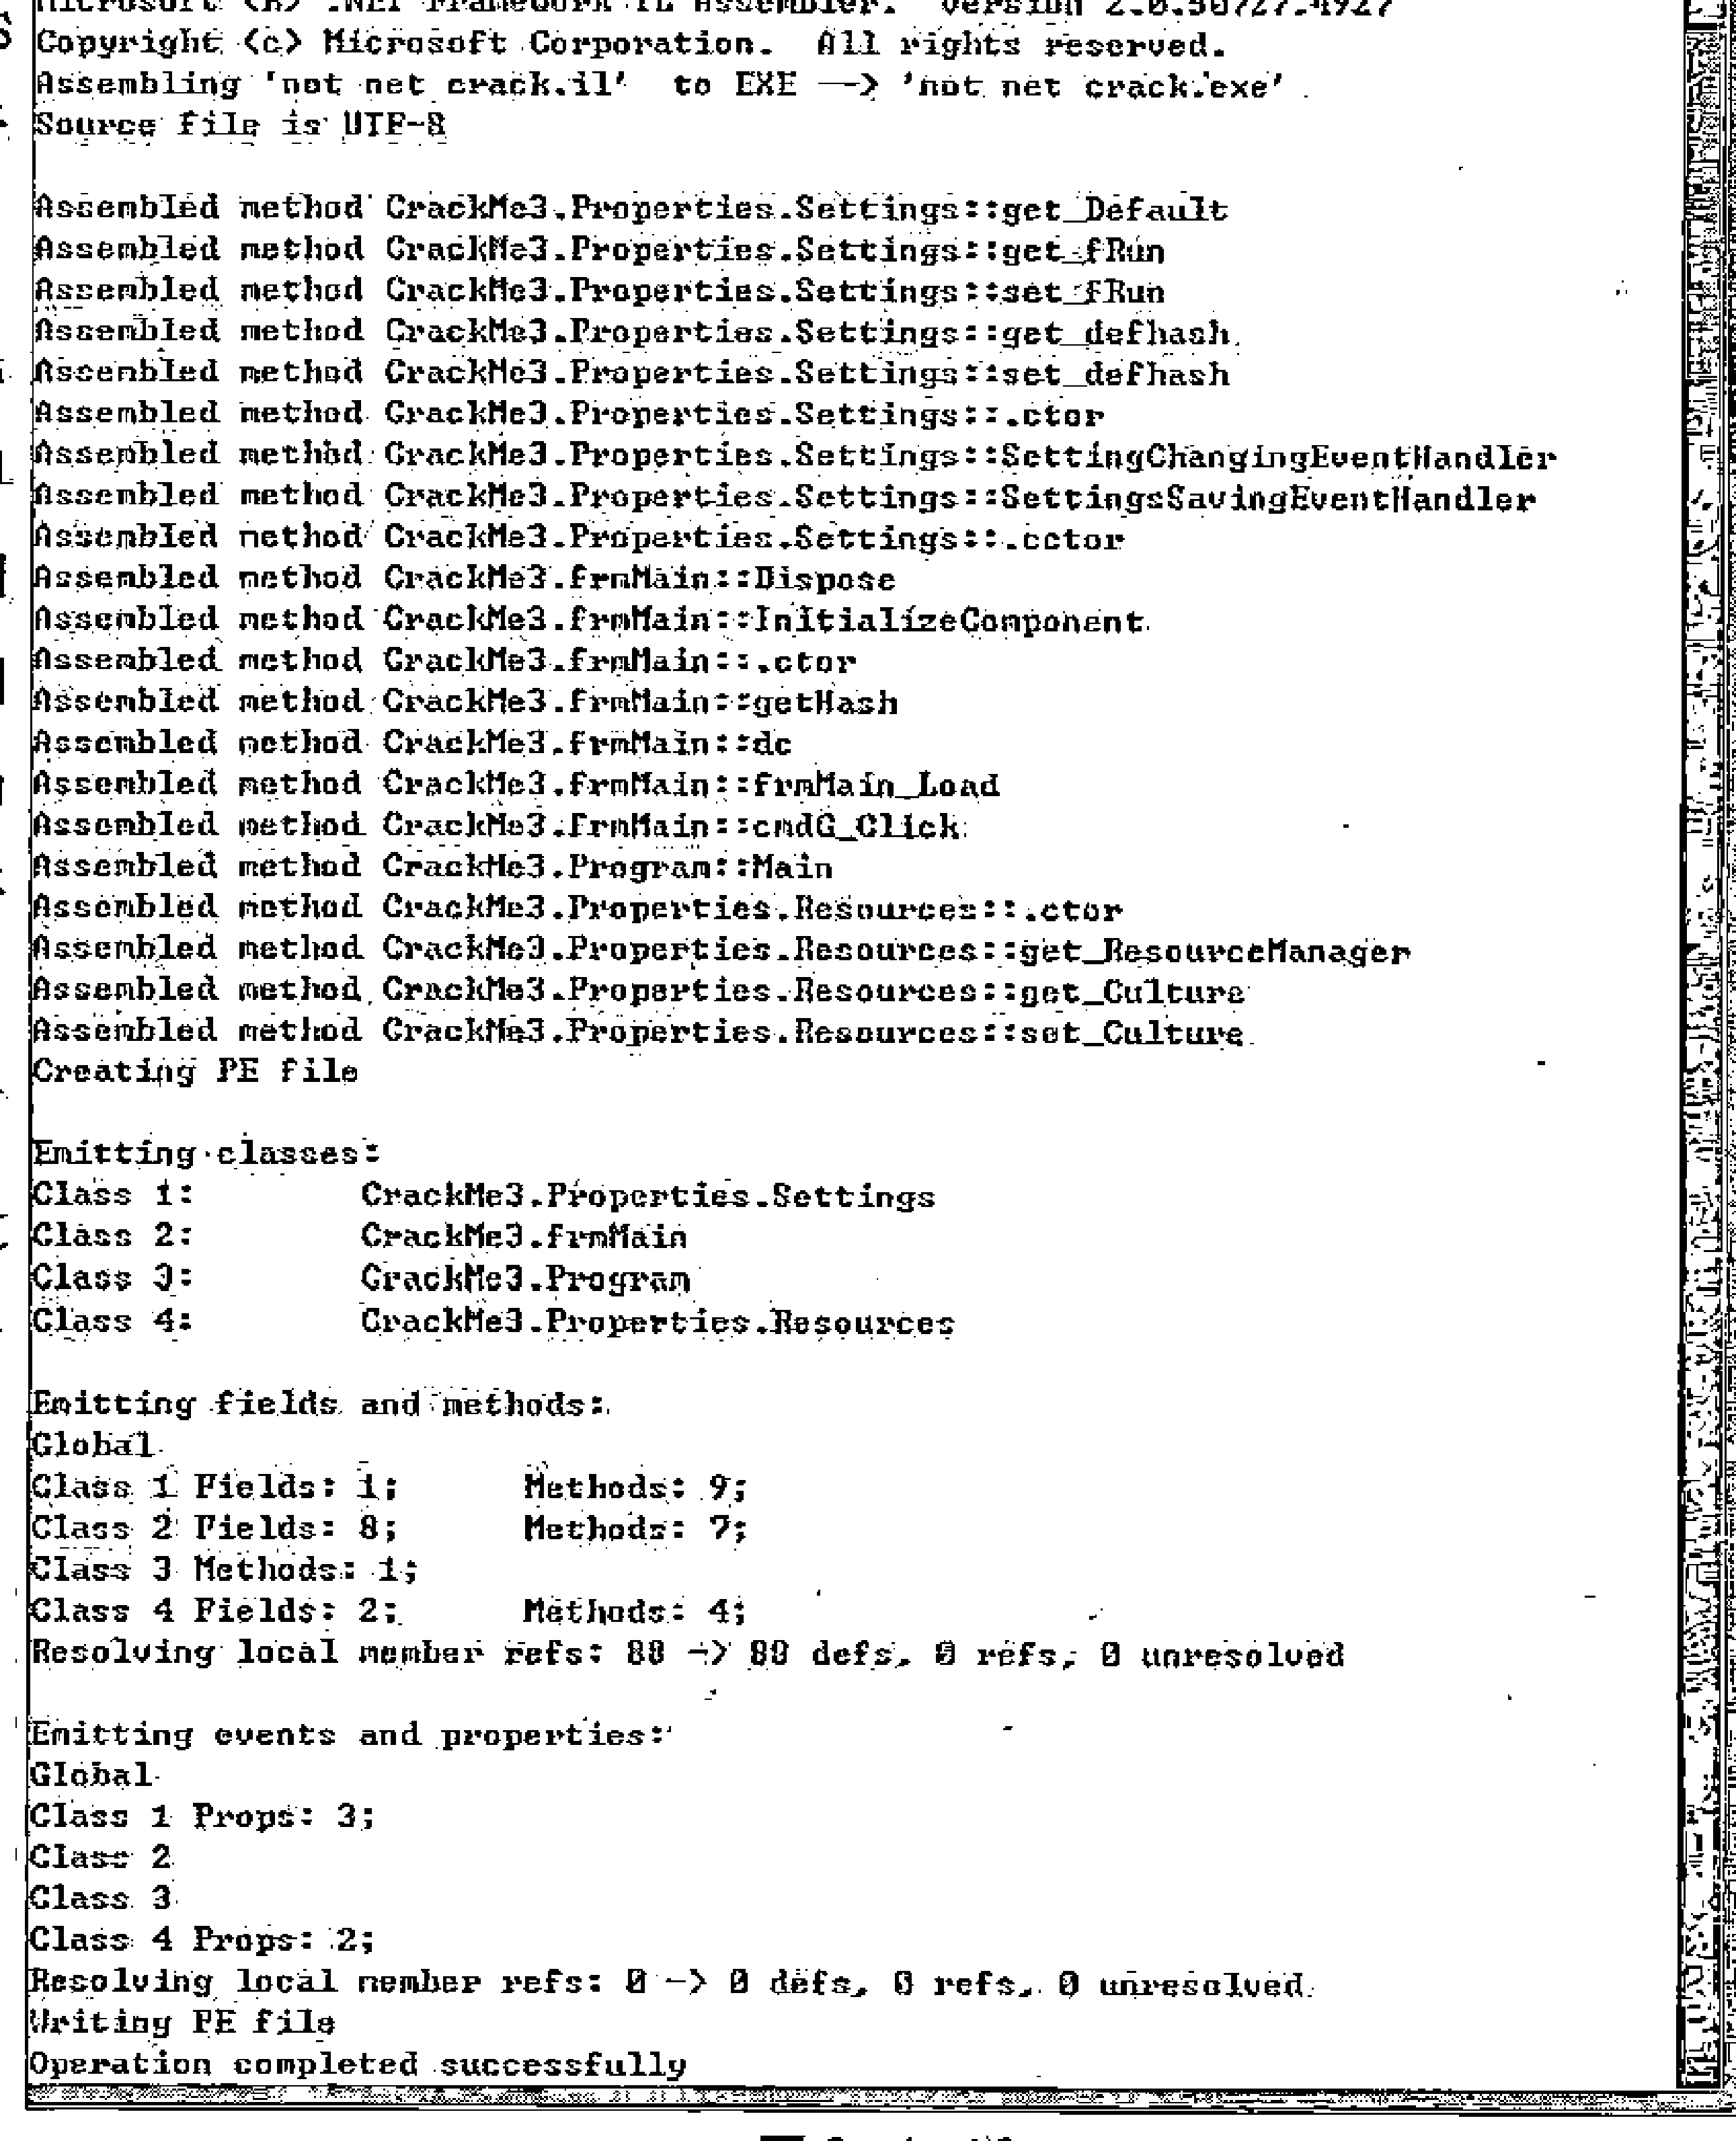 Microsoft (R) .NET Framework IL Assembler. Version 2.0.50727.4927
Copyright (c) Microsoft Corporation. All rights reserved.
Assembling 'not net crack.il' to EXE --> 'not net crack.exe'
Source file is UTF-8
Assembled method CrackMe3.Properties.Settings::get_Default
Assembled method CrackMe3.Properties.Settings::get_fRun
Assembled method CrackMe3.Properties.Settings::set_fRun
Assembled method CrackMe3.Properties.Settings::get_defhash
Assembled method CrackMe3.Properties.Settings::set_defhash
Assembled method CrackMe3.Properties.Settings::.ctor
Assembled method CrackMe3.Properties.Settings::SettingChangingEventHandler
Assembled method CrackMe3.Properties.Settings::SettingsSavingEventHandler
Assembled method CrackMe3.Properties.Settings::.cctor
Assembled method CrackMe3.frmMain::Dispose
Assembled method CrackMe3.frmMain::InitializeComponent
Assembled method CrackMe3.frmMain::.ctor
Assembled method CrackMe3.frmMain::getHash
Assembled method CrackMe3.frmMain::dc
Assembled method CrackMe3.frmMain::frmMain_Load
Assembled method CrackMe3.frmMain::cmdG_Click
Assembled method CrackMe3.Program::Main
Assembled method CrackMe3.Properties.Resources::.ctor
Assembled method CrackMe3.Properties.Resources::get_ResourceManager
Assembled method CrackMe3.Properties.Resources::get_Culture
Assembled method CrackMe3.Properties.Resources::set_Culture
Creating PE file
Emitting classes:
Class 1: CrackMe3.Properties.Settings
Class 2: CrackMe3.frmMain
Class 3: CrackMe3.Program
Class 4: CrackMe3.Properties.Resources
Emitting fields and methods:
Global
Class 1 Fields: 1; Methods: 9;
Class 2 Fields: 8; Methods: 7;
Class 3 Methods: 1;
Class 4 Fields: 2; Methods: 4;
Resolving local member refs: 80 -> 80 defs, 0 refs, 0 unresolved
Emitting events and properties:
Global
Class 1 Props: 3;
Class 2
Class 3
Class 4 Props: 2;
Resolving local member refs: 0 -> 0 defs, 0 refs, 0 unresolved
Writing PE file
Operation completed successfully